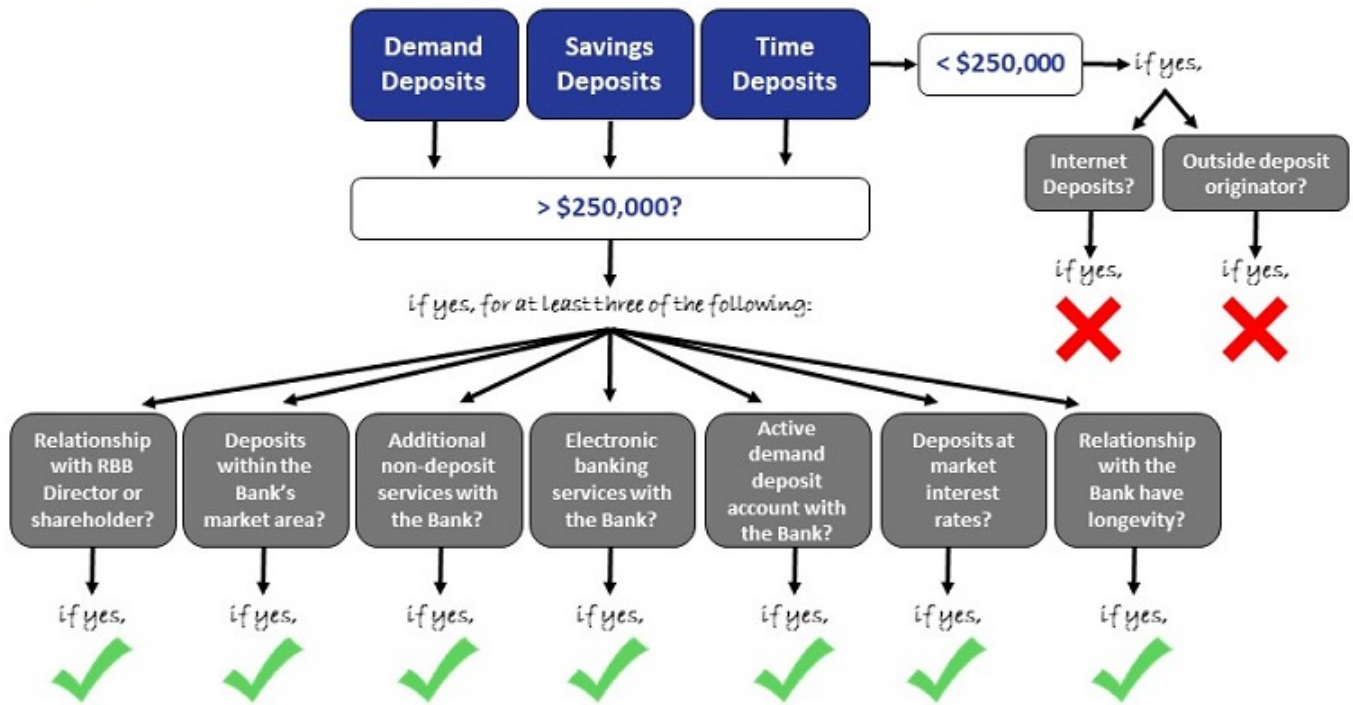 Demand
Deposits
Savings
Deposits
Time
Deposits
< $250,000
if yes,
Internet
Deposits?
Outside deposit
originator?
> $250,000?
if yes,
if yes,
if yes, for at least three of the following:
Relationship
with RBB
Director or
shareholder?
Deposits
within the
Bank's
market area?
Additional
non-deposit
services with
the Bank?
Electronic
banking
services with
the Bank?
Active
demand
deposit
account with
the Bank?
Deposits at
market
interest
rates?
Relationship
with the
Bank have
longevity?
if yes,
if yes,
if yes,
if yes,
if yes,
if yes,
if yes,